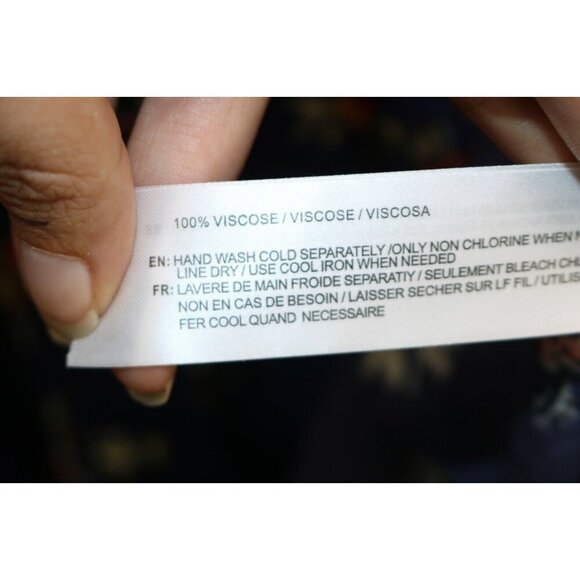 100% VISCOSE / VISCOSE / VISCOSA
EN: HAND WASH COLD SEPARATELY /ONLY NON CHLORINE WHEN
LINE DRY / USE COOL IRON WHEN NEEDED
FR: LAVERE DE MAIN FROIDE SEPARATIY / SEULEMENT BLEACH
NON EN CAS DE BESOIN / LAISSER SECHER SUR LF FIL /
FER COOL QUAND NECESSAIRE